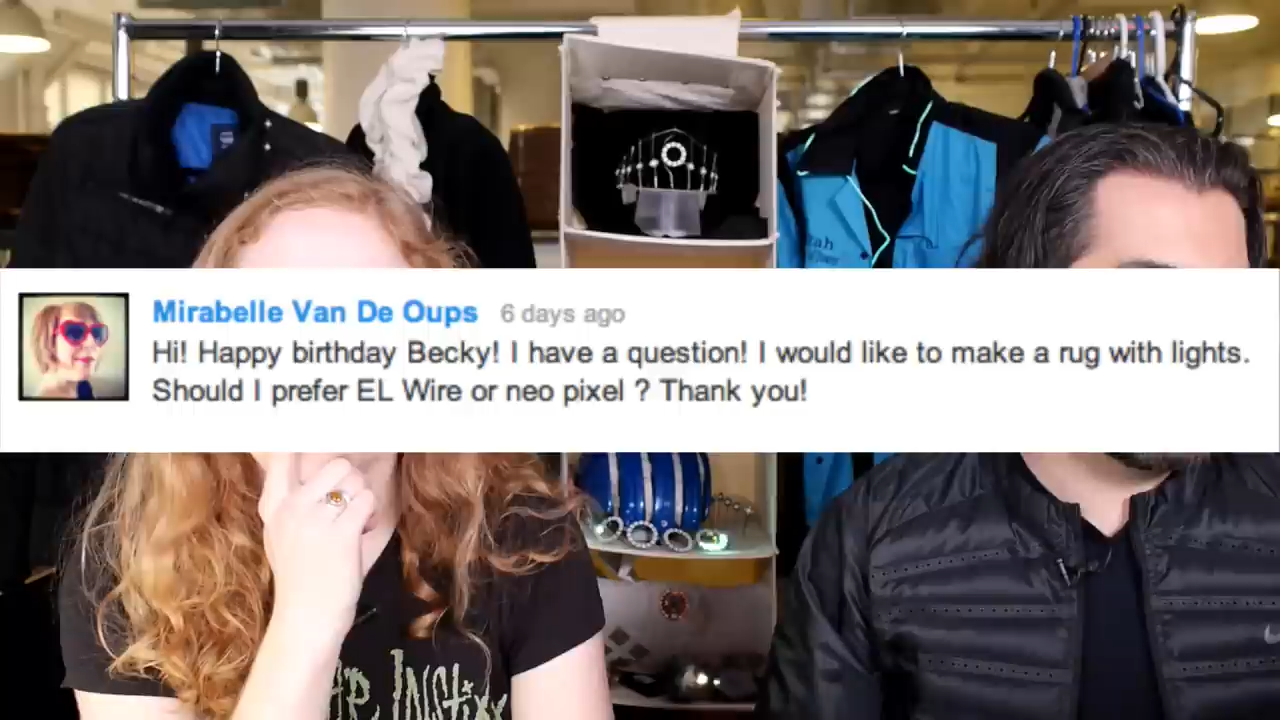 Mirabelle Van De Oups 6 days ago
Hi! Happy birthday Becky! I have a question! I would like to make a rug with lights.
Should I prefer EL Wire or neo pixel ? Thank you!